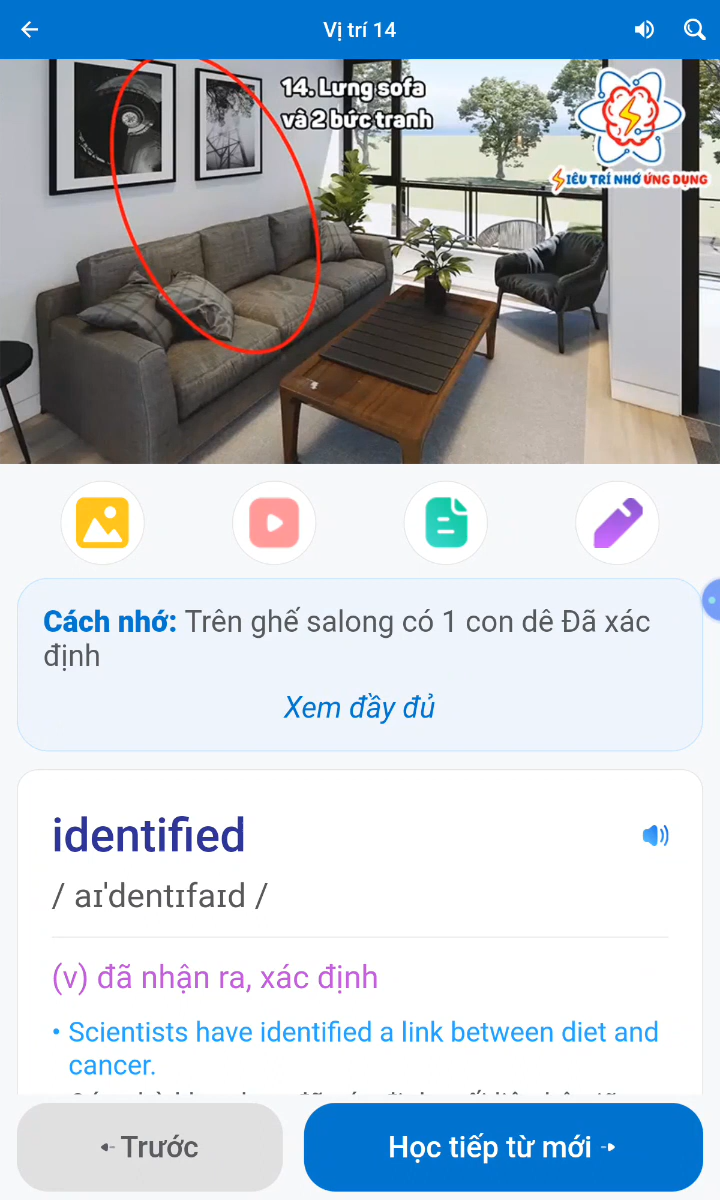 Vị trí 14
14. Lưng sofa
và 2 bức tranh
SIÊU TRÍ NHỚ ỨNG DỤNG
Cách nhớ: Trên ghế salong có 1 con dê Đã xác
định
Xem đầy đủ
identified
/ aɪ'dentɪfaɪd /
(v) đã nhận ra, xác định
• Scientists have identified a link between diet and
cancer.
Trước
Học tiếp từ mới